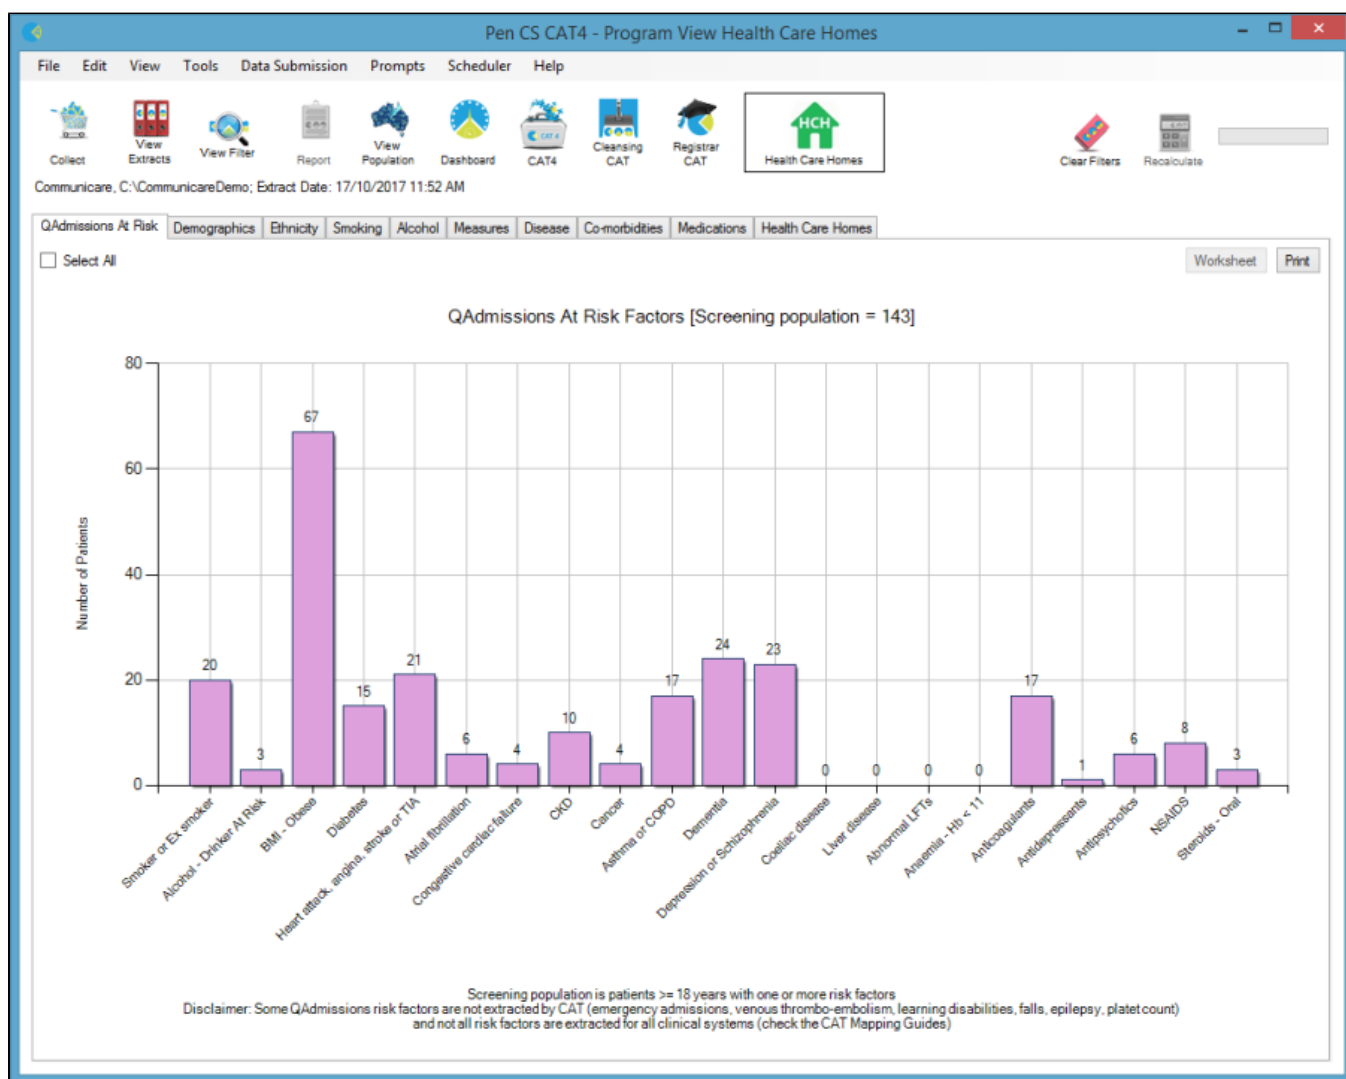 Pen CS CAT4 - Program View Health Care Homes
File Edit View Tools Data Submission Prompts Scheduler Help
Collect
View
Extracts
View Filter
Report
View
Population
Dashboard
CAT 4
CAT4
Cleansing
CAT
Registrar
CAT
HCH
Health Care Homes
Clear Filters
Recalculate
Communicare, C:\CommunicareDemo; Extract Date: 17/10/2017 11:52 AM
QAdmissions At Risk Demographics Ethnicity Smoking Alcohol Measures Disease Co-morbidities Medications Health Care Homes
Select All
Worksheet Print
QAdmissions At Risk Factors [Screening population = 143]
Number of Patients
80
60
40
20
0
20
3
67
15
21
6
4
10
4
17
24
23
0
0
0
0
17
1
6
8
3
Smoker or Ex smoker
Alcohol - Drinker At Risk
BMI - Obese
Diabetes
Heart attack, angina, stroke or TIA
Atrial fibrillation
Congestive cardiac failure
CKD
Cancer
Asthma or COPD
Dementia
Depression or Schizophrenia
Coeliac disease
Liver disease
Abnormal LFTs
Anaemia - Hb < 11
Anticoagulants
Antidepressants
Antipsychotics
NSAIDS
Steroids - Oral
Screening population is patients >= 18 years with one or more risk factors
Disclaimer: Some QAdmissions risk factors are not extracted by CAT (emergency admissions, venous thrombo-embolism, learning disabilities, falls, epilepsy, platet count)
and not all risk factors are extracted for all clinical systems (check the CAT Mapping Guides)